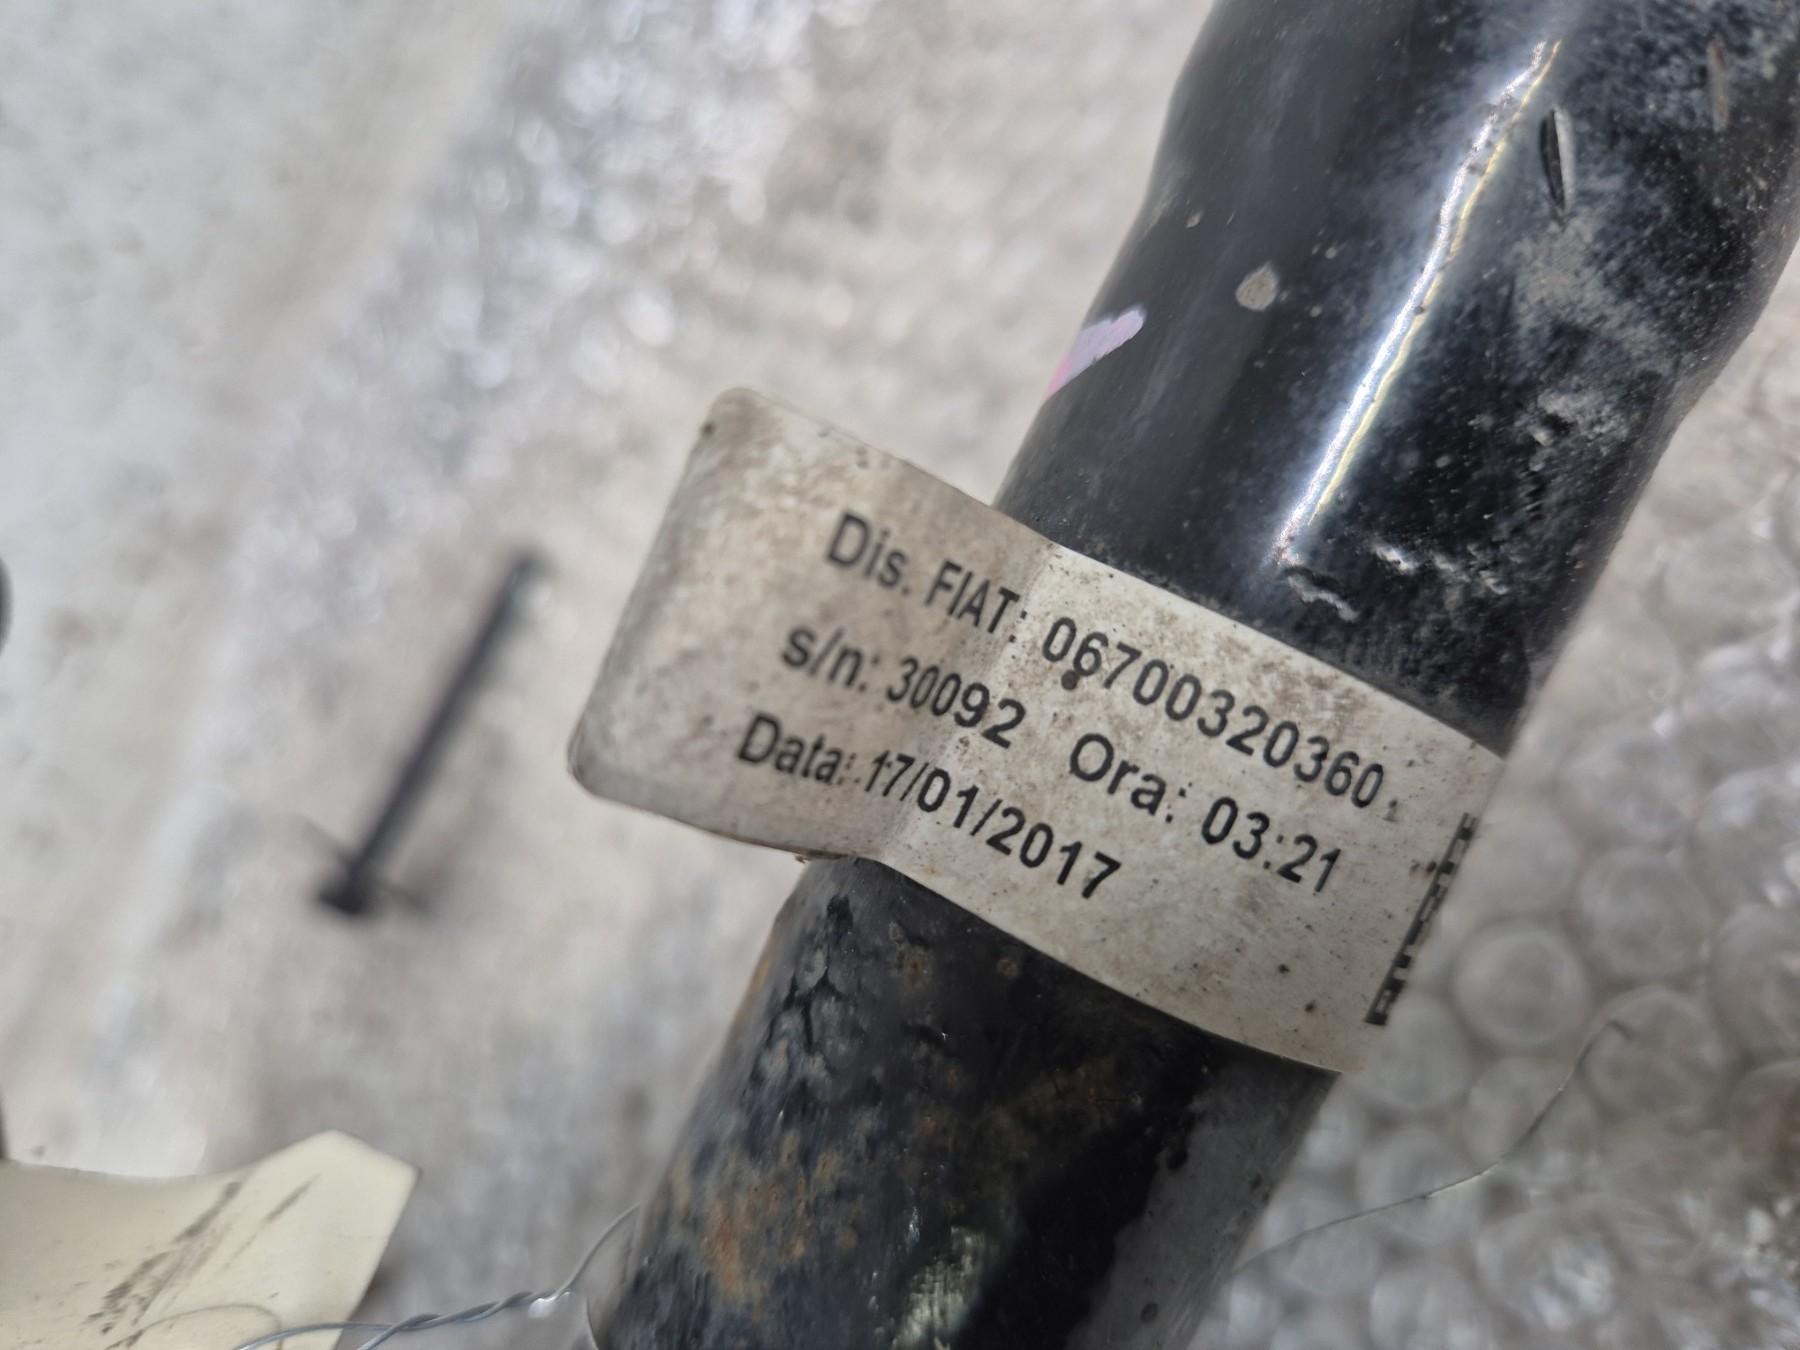 Dis. FIAT: 06700320360
s/n: 30092 Ora: 03:21
Data: 17/01/2017